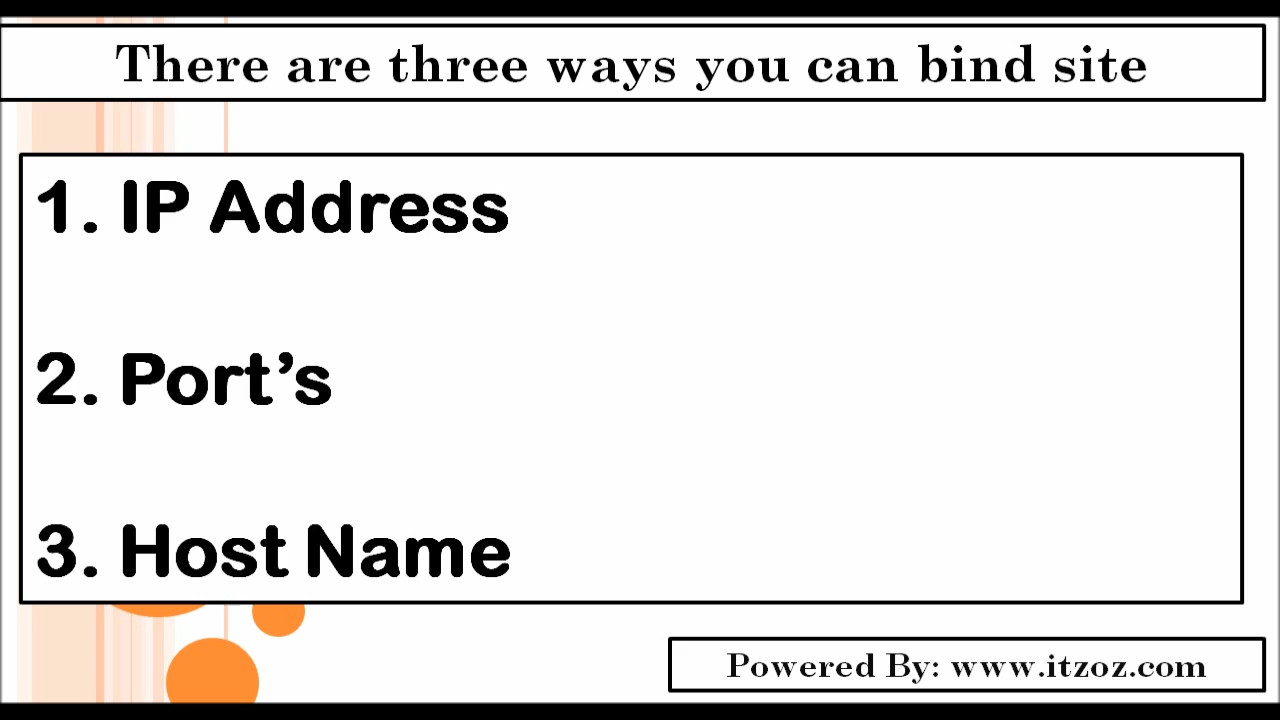 There are three ways you can bind site
1. IP Address
2. Port’s
3. Host Name
Powered By: www.itzoz.com